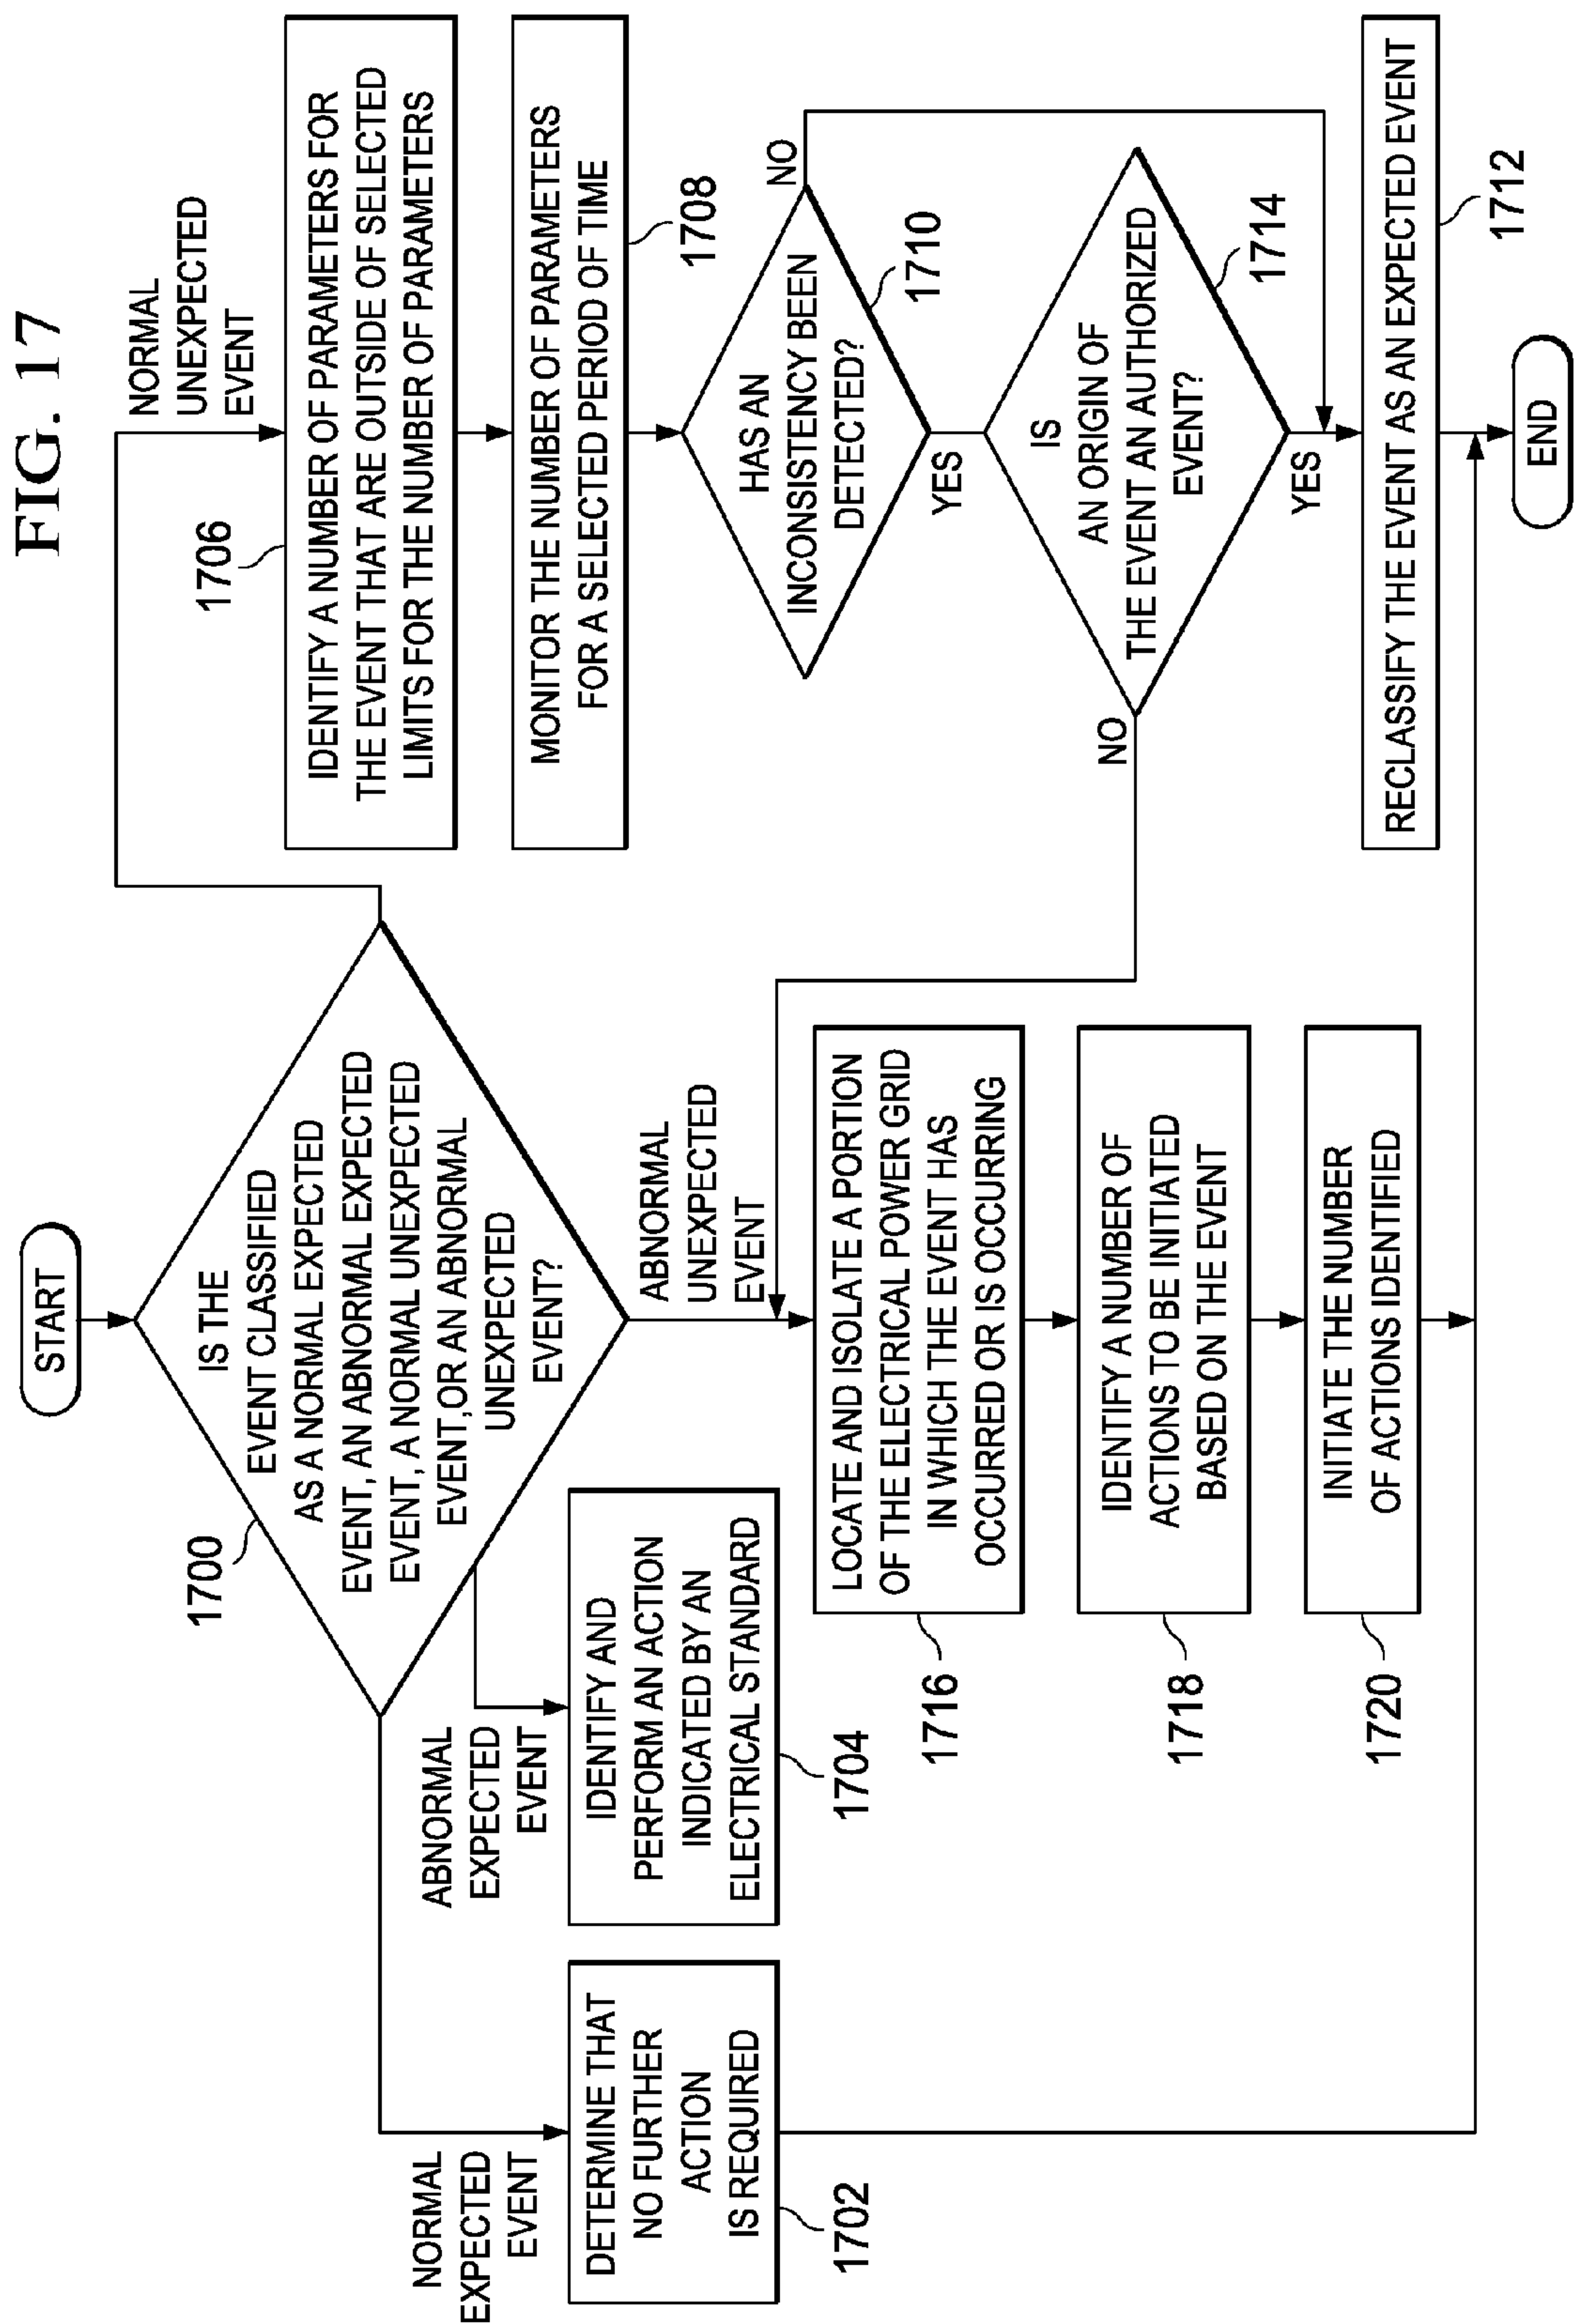 FIG. 17
START
1700
IS THE
EVENT CLASSIFIED
AS A NORMAL EXPECTED
EVENT, AN ABNORMAL EXPECTED
EVENT, A NORMAL UNEXPECTED
EVENT, OR AN ABNORMAL
UNEXPECTED
EVENT?
NORMAL
EXPECTED
EVENT
DETERMINE THAT
NO FURTHER
ACTION
IS REQUIRED
1702
ABNORMAL
EXPECTED
EVENT
IDENTIFY AND
PERFORM AN ACTION
INDICATED BY AN
ELECTRICAL STANDARD
1704
ABNORMAL
UNEXPECTED
EVENT
LOCATE AND ISOLATE A PORTION
OF THE ELECTRICAL POWER GRID
IN WHICH THE EVENT HAS
OCCURRED OR IS OCCURRING
1716
IDENTIFY A NUMBER OF
ACTIONS TO BE INITIATED
BASED ON THE EVENT
1718
INITIATE THE NUMBER
OF ACTIONS IDENTIFIED
1720
NORMAL
UNEXPECTED
EVENT
1706
IDENTIFY A NUMBER OF PARAMETERS FOR
THE EVENT THAT ARE OUTSIDE OF SELECTED
LIMITS FOR THE NUMBER OF PARAMETERS
MONITOR THE NUMBER OF PARAMETERS
FOR A SELECTED PERIOD OF TIME
1708
HAS AN
INCONSISTENCY BEEN
DETECTED?
NO
1710
YES
IS
AN ORIGIN OF
THE EVENT AN AUTHORIZED
EVENT?
NO
1714
YES
RECLASSIFY THE EVENT AS AN EXPECTED EVENT
1712
END